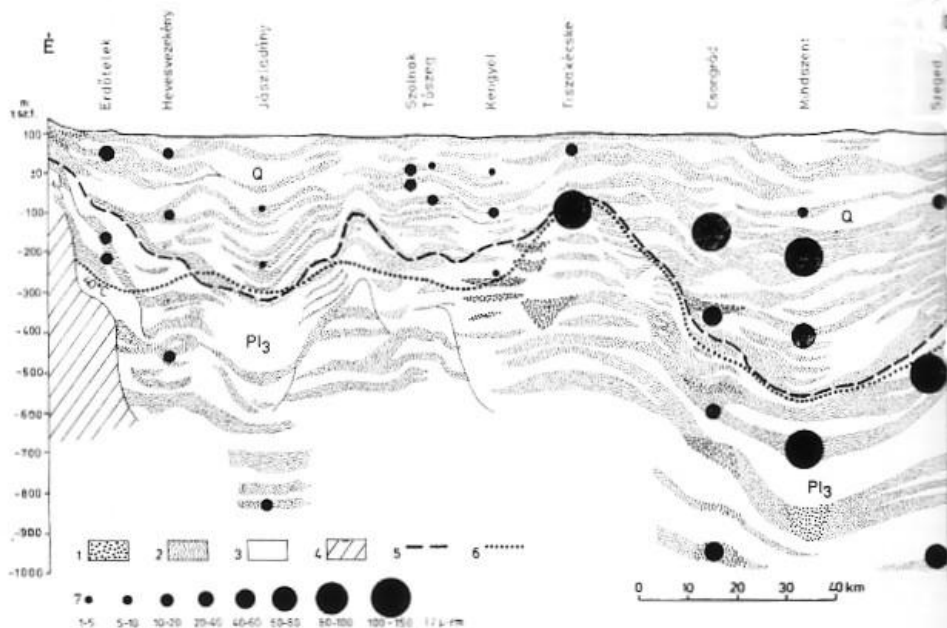 É
Erdőtelek
Hevesvezekény
Jászladány
Szolnok
Tószeg
Kengyel
Tiszakécske
Csongrád
Mindszent
Szeged
m
100
-100
-200
-300
-400
-500
-600
-700
-800
-900
-1000
Q
Q
Pl₃
Pl₃
1
2
3
4
5
6
0 10 20 30 40 km
7
1-5 5-10 10-20 20-40 40-60 60-80 80-100 100-150